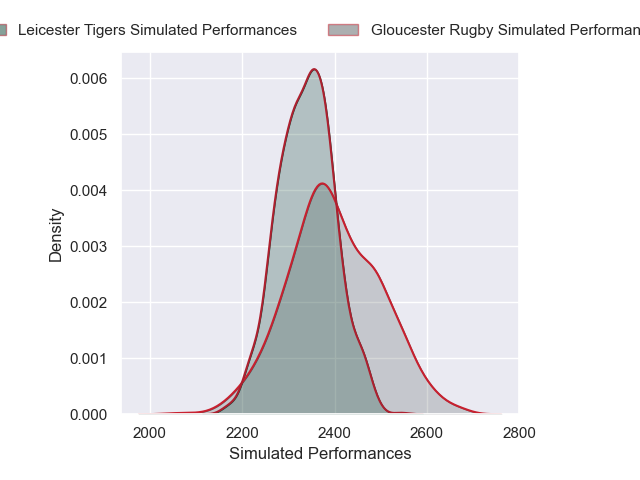 Leicester Tigers Simulated Performances
Gloucester Rugby Simulated Performan
0.006
0.005
0.004
0.003
0.002
0.001
0.000
Density
2000 2200 2400 2600 2800
Simulated Performances